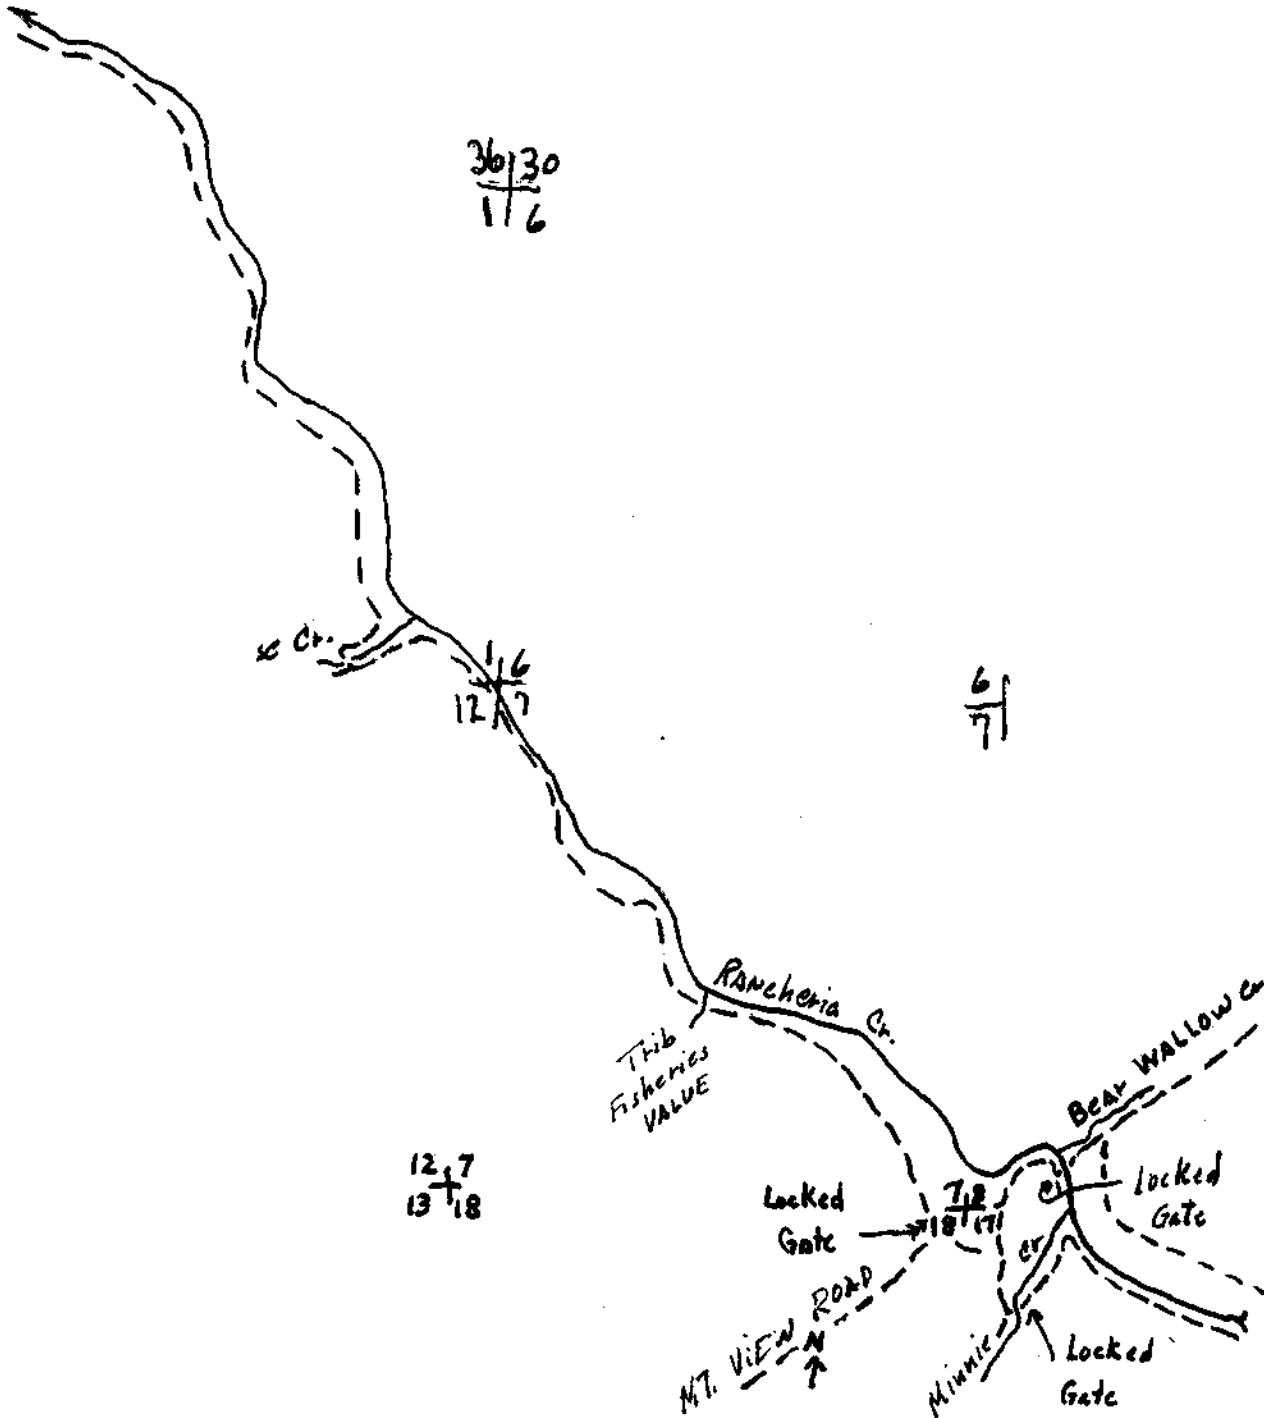 36 30
1 6
Cr.
1 6
12 7
6
7
RANcheria Cr.
Trib
Fisheries
VALUE
BeAr WALLOW Cr
12 7
13 18
Locked
Gate
7 8
18 17
Locked
Gate
Cr
MT. ViEW ROAD
N
Minnie
Locked
Gate